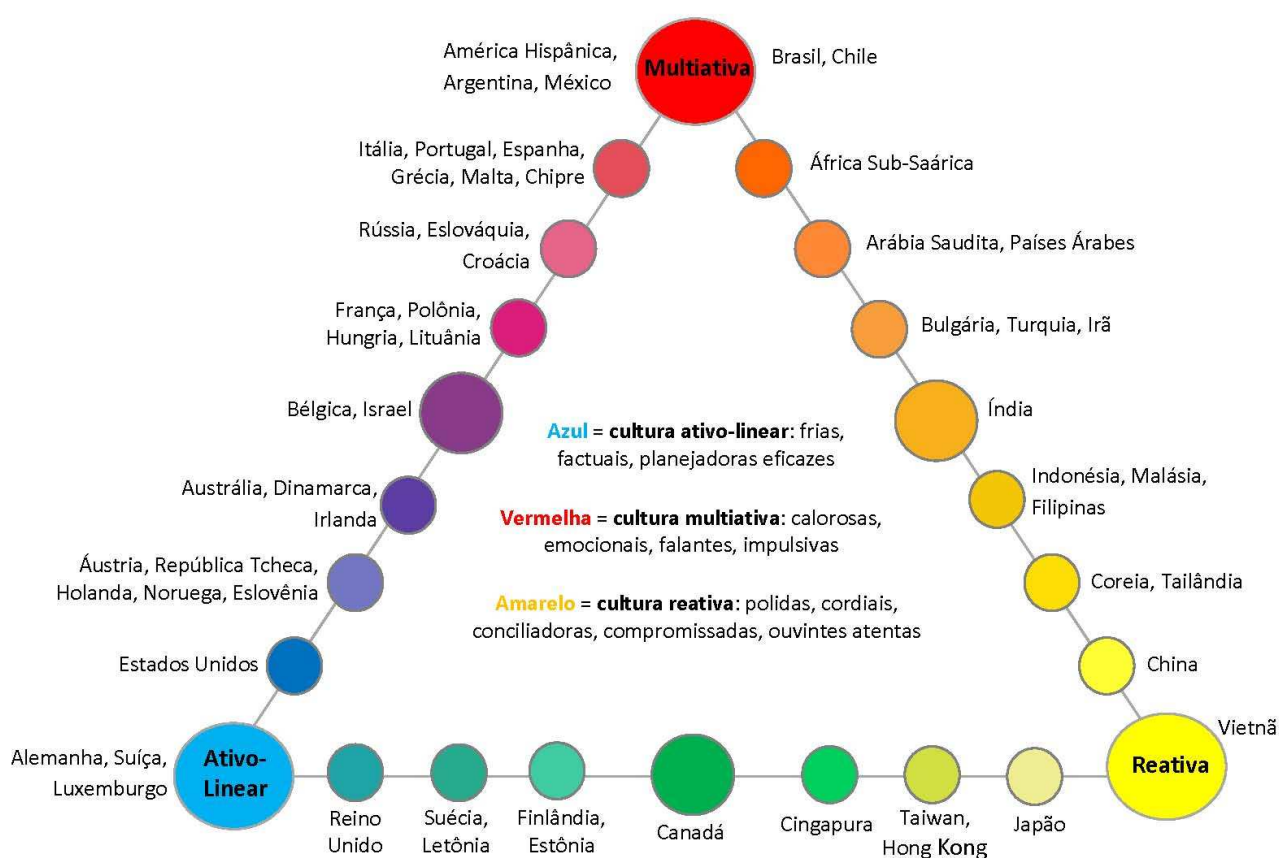 América Hispânica,
Argentina, México
Multiativa
Brasil, Chile
Itália, Portugal, Espanha,
Grécia, Malta, Chipre
África Sub-Saárica
Rússia, Eslováquia,
Croácia
Arábia Saudita, Países Árabes
França, Polônia,
Hungria, Lituânia
Bulgária, Turquia, Irã
Bélgica, Israel
Índia
Azul = cultura ativo-linear: frias,
factuais, planejadoras eficazes
Austrália, Dinamarca,
Irlanda
Indonésia, Malásia,
Filipinas
Vermelha = cultura multiativa: calorosas,
emocionais, falantes, impulsivas
Áustria, República Tcheca,
Holanda, Noruega, Eslovênia
Coreia, Tailândia
Amarelo = cultura reativa: polidas, cordiais,
conciliadoras, compromissadas, ouvintes atentas
Estados Unidos
China
Alemanha, Suíça,
Luxemburgo
Ativo-
Linear
Reino
Unido
Suécia,
Letônia
Finlândia,
Estônia
Canadá
Cingapura
Taiwan,
Hong Kong
Japão
Reativa
Vietnã